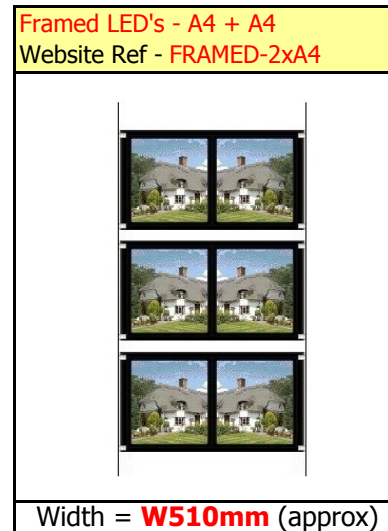 Framed LED's - A4 + A4
Website Ref - FRAMED-2xA4
Width = W510mm (approx)